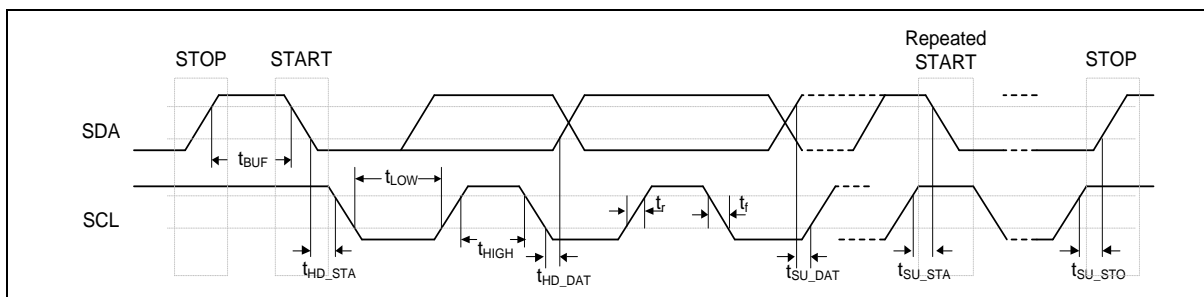 STOP START Repeated START STOP
SDA
tBUF
tLOW
SCL
tr tf
tHIGH
tHD_STA tHD_DAT tSU_DAT tSU_STA tSU_STO